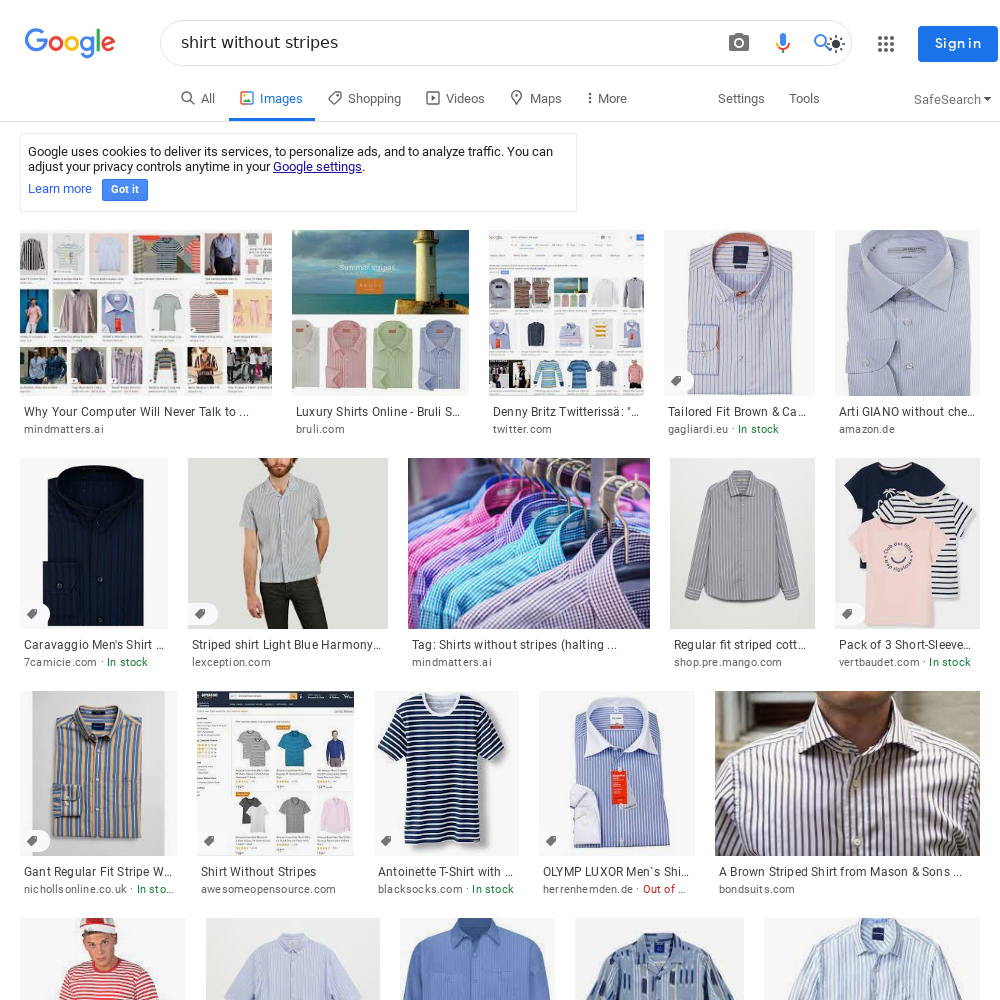 Google
shirt without stripes
Sign in
All
Images
Shopping
Videos
Maps
More
Settings
Tools
SafeSearch
Google uses cookies to deliver its services, to personalize ads, and to analyze traffic. You can
adjust your privacy controls anytime in your Google settings.
Learn more
Got it
Summer stripes
BRULI
Why Your Computer Will Never Talk to ...
mindmatters.ai
Luxury Shirts Online - Bruli S...
bruli.com
Denny Britz Twitterissä: "...
twitter.com
Tailored Fit Brown & Ca...
gagliardi.eu · In stock
Arti GIANO without che...
amazon.de
Caravaggio Men's Shirt ...
7camicie.com · In stock
Striped shirt Light Blue Harmony...
lexception.com
Tag: Shirts without stripes (halting ...
mindmatters.ai
Regular fit striped cott...
shop.pre.mango.com
Pack of 3 Short-Sleeve...
vertbaudet.com · In stock
Gant Regular Fit Stripe W...
nichollsonline.co.uk · In sto...
Shirt Without Stripes
awesomeopensource.com
Antoinette T-Shirt with ...
blacksocks.com · In stock
OLYMP LUXOR Men`s Shi...
herrenhemden.de · Out of ...
A Brown Striped Shirt from Mason & Sons ...
bondsuits.com